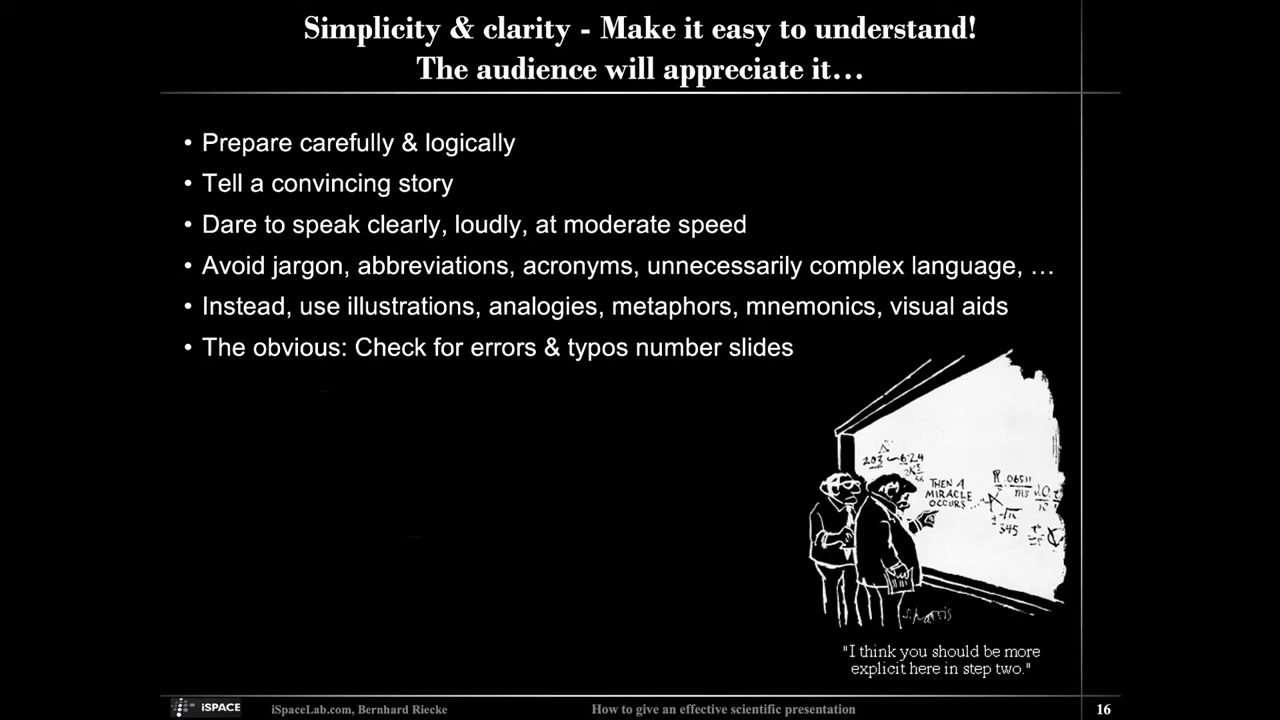 Simplicity & clarity - Make it easy to understand!
The audience will appreciate it…
• Prepare carefully & logically
• Tell a convincing story
• Dare to speak clearly, loudly, at moderate speed
• Avoid jargon, abbreviations, acronyms, unnecessarily complex language, …
• Instead, use illustrations, analogies, metaphors, mnemonics, visual aids
• The obvious: Check for errors & typos number slides
THEN A
MIRACLE
OCCURS...
S.harris
"I think you should be more
explicit here in step two."
iSPACE
iSpaceLab.com, Bernhard Riecke
How to give an effective scientific presentation
16